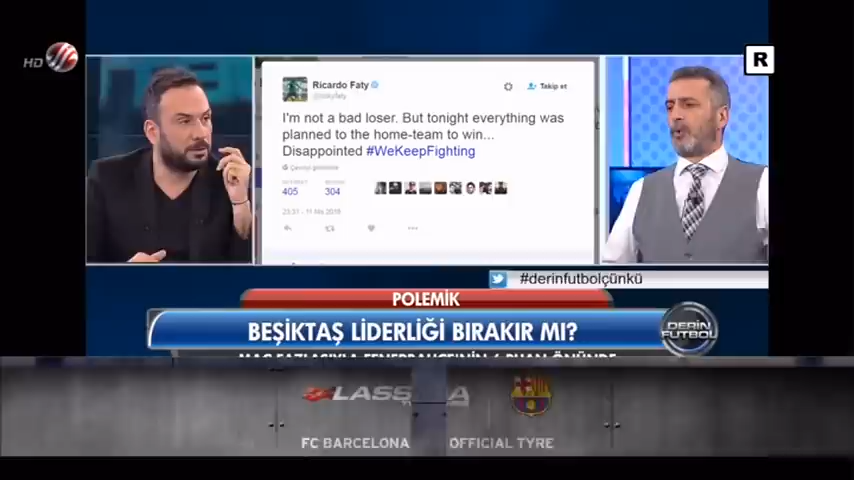 HD
R
Ricardo Faty
Takip et
I'm not a bad loser. But tonight everything was
planned to the home-team to win...
Disappointed #WeKeepFighting
405 304
#derinfutbolçünkü
POLEMİK
BEŞİKTAŞ LİDERLİĞİ BIRAKIR MI?
DERİN
FUTBOL
FC BARCELONA OFFICIAL TYRE